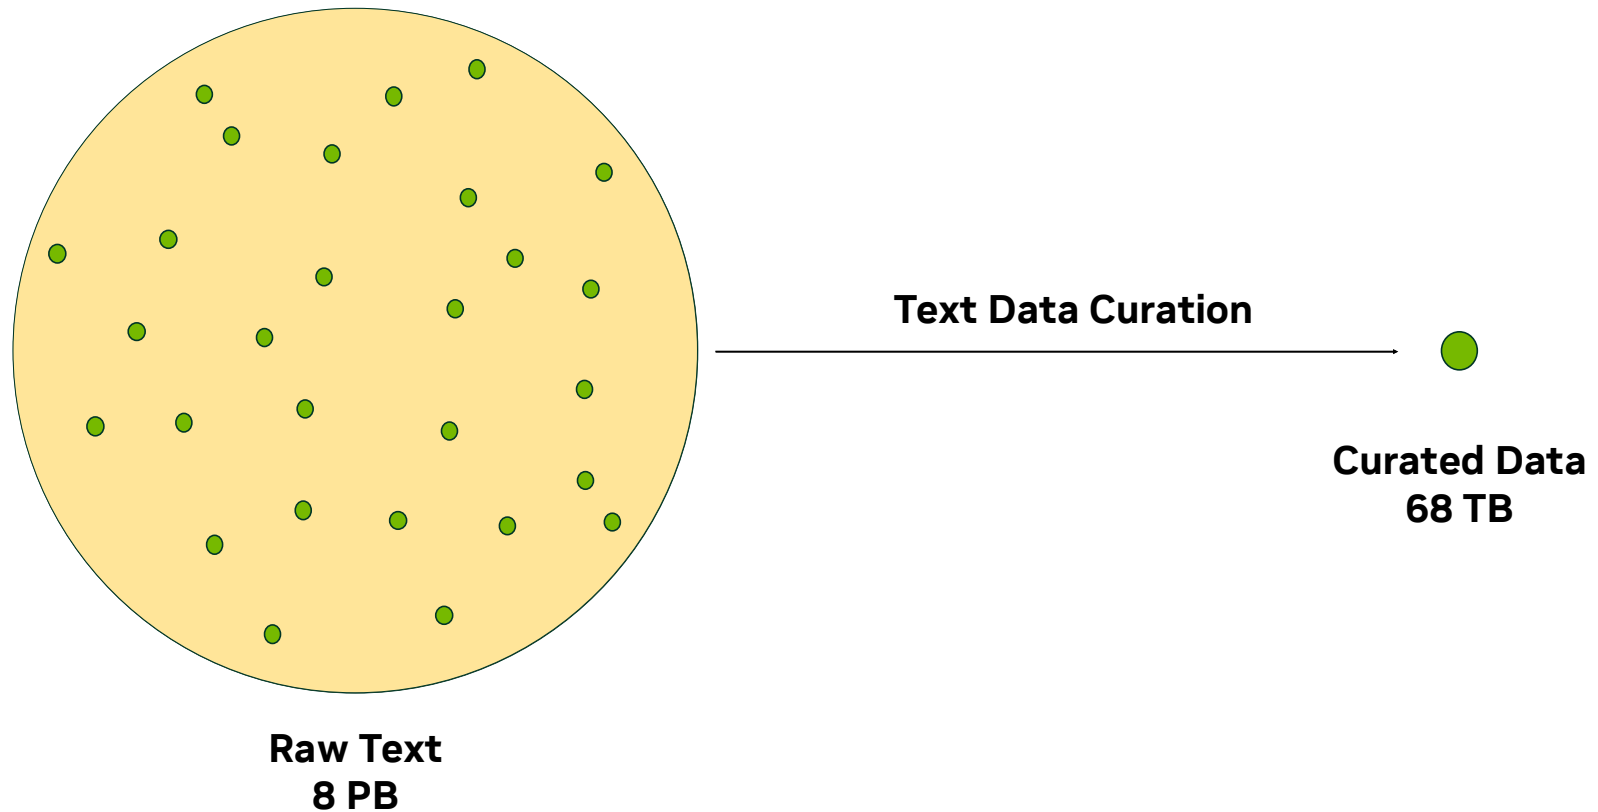 Text Data Curation
Curated Data
68 TB
Raw Text
8 PB